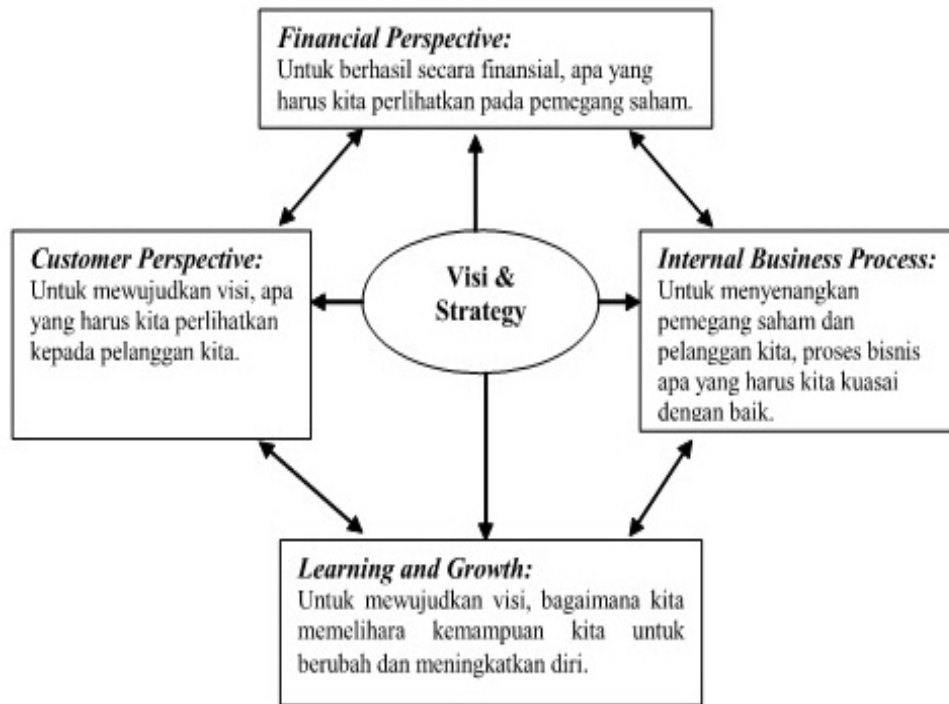 Financial Perspective:
Untuk berhasil secara finansial, apa yang
harus kita perlihatkan pada pemegang saham.
Customer Perspective:
Untuk mewujudkan visi, apa
yang harus kita perlihatkan
kepada pelanggan kita.
Visi &
Strategy
Internal Business Process:
Untuk menyenangkan
pemegang saham dan
pelanggan kita, proses bisnis
apa yang harus kita kuasai
dengan baik.
Learning and Growth:
Untuk mewujudkan visi, bagaimana kita
memelihara kemampuan kita untuk
berubah dan meningkatkan diri.